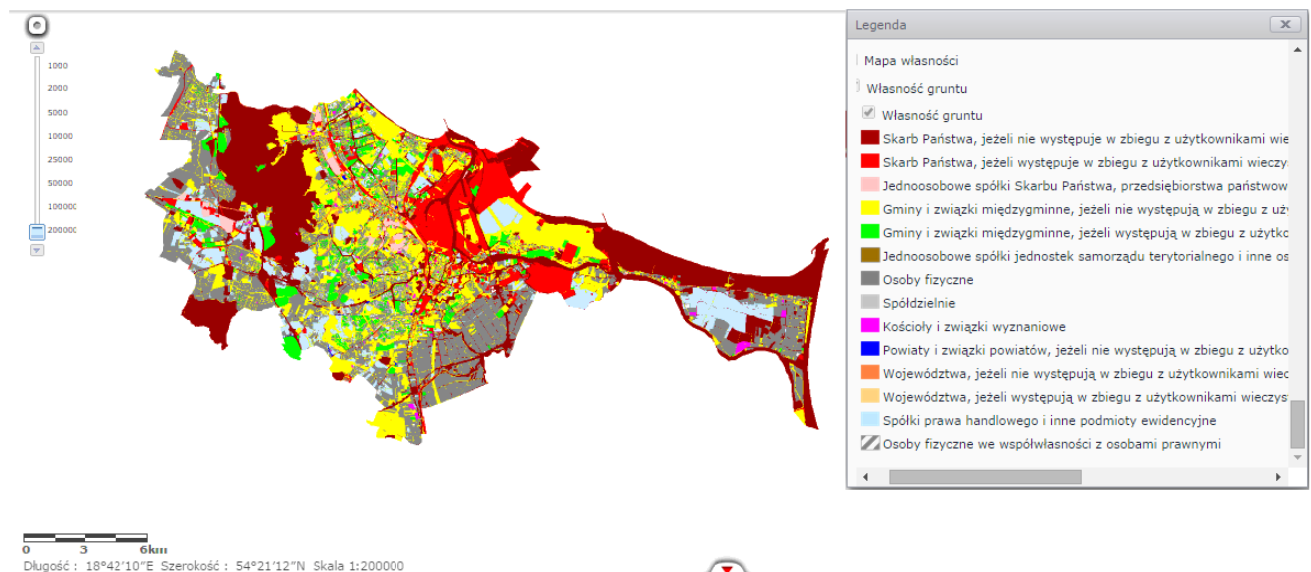 1000
2000
5000
10000
25000
50000
100000
200000
Legenda
Mapa własności
Własność gruntu
Własność gruntu
Skarb Państwa, jeżeli nie występuje w zbiegu z użytkownikami wie
Skarb Państwa, jeżeli występuje w zbiegu z użytkownikami wieczys
Jednoosobowe spółki Skarbu Państwa, przedsiębiorstwa państwow
Gminy i związki międzygminne, jeżeli nie występują w zbiegu z uży
Gminy i związki międzygminne, jeżeli występują w zbiegu z użytko
Jednoosobowe spółki jednostek samorządu terytorialnego i inne os
Osoby fizyczne
Spółdzielnie
Kościoły i związki wyznaniowe
Powiaty i związki powiatów, jeżeli nie występują w zbiegu z użytko
Województwa, jeżeli nie występują w zbiegu z użytkownikami wiec
Województwa, jeżeli występują w zbiegu z użytkownikami wieczys
Spółki prawa handlowego i inne podmioty ewidencyjne
Osoby fizyczne we współwłasności z osobami prawnymi
0 3 6km
Długość : 18°42'10"E Szerokość : 54°21'12"N Skala 1:200000